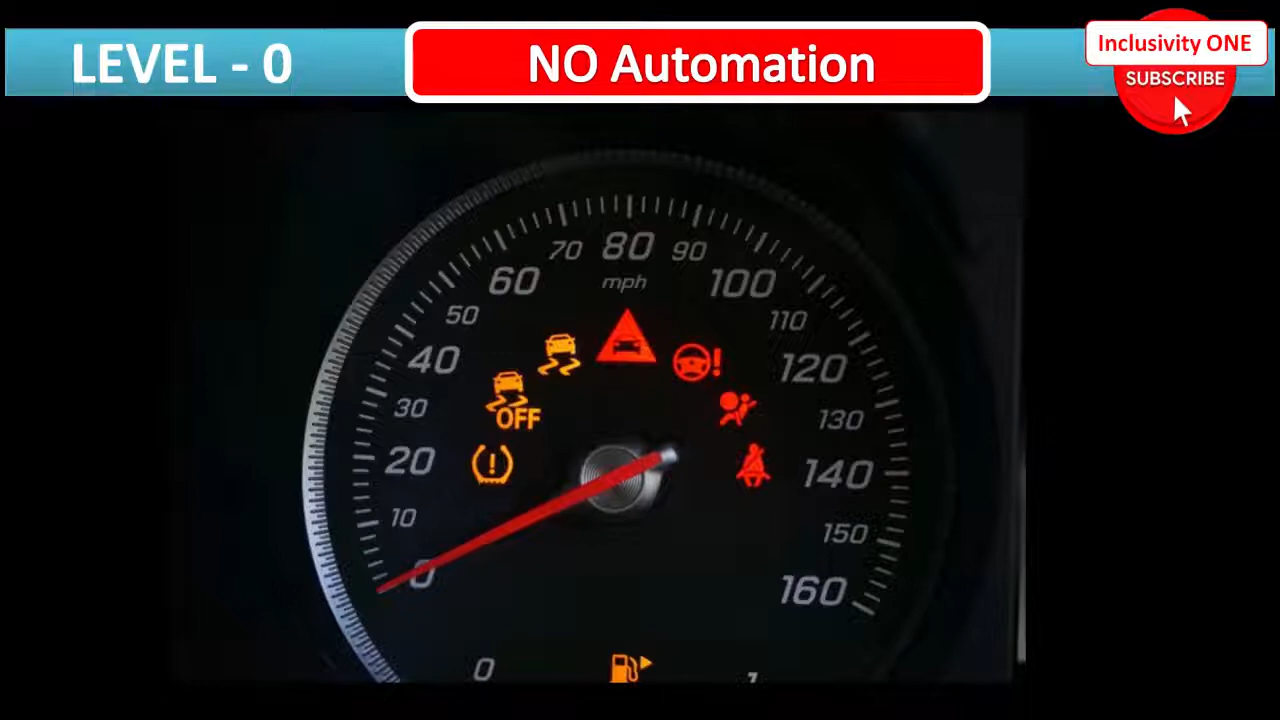 LEVEL - 0
NO Automation
Inclusivity ONE
SUBSCRIBE
70 80 90
60 mph 100
50 110
40 120
30 130
OFF
20 140
10 150
0 160
0 1